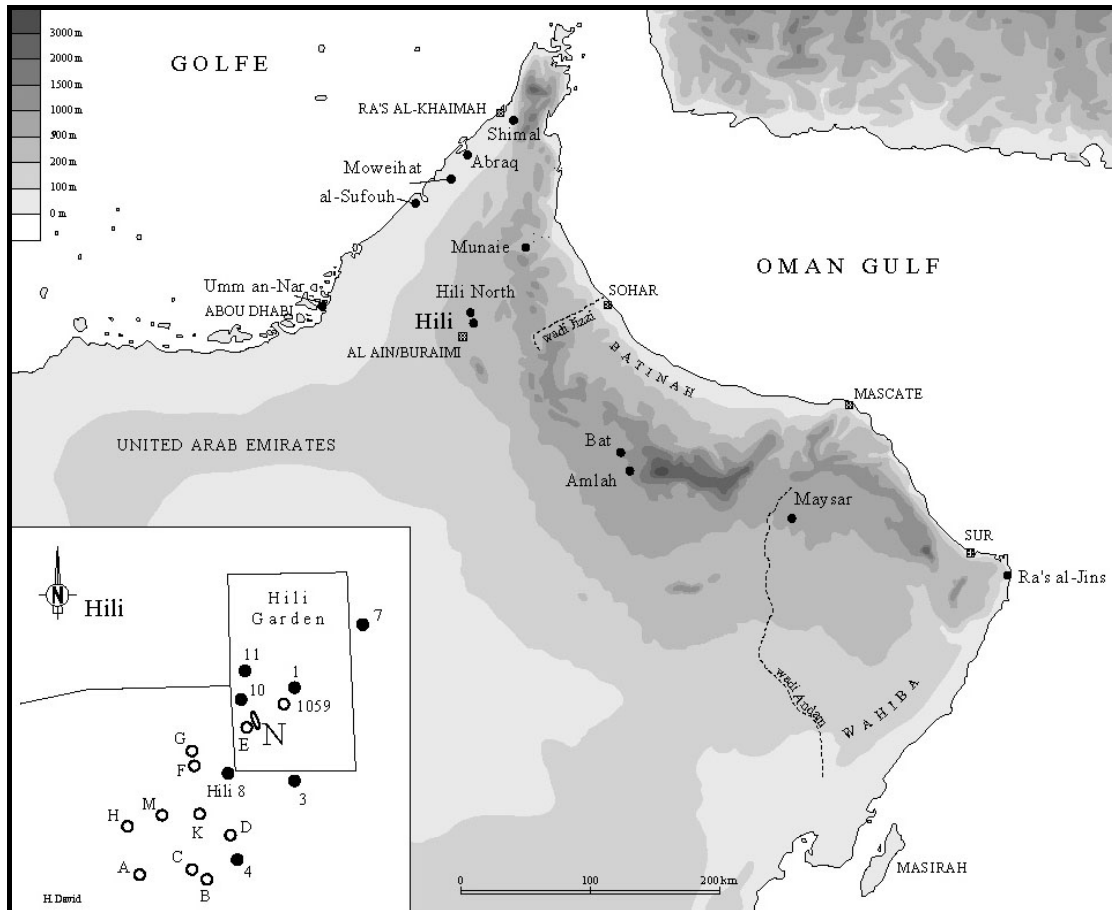 3000 m
2000 m
1500 m
1000 m
900 m
200 m
100 m
0 m
GOLFE
RA'S AL-KHAIMAH
Shimal
Abraq
Moweihat
al-Sufouh
Munaie
OMAN GULF
Umm an-Nar
ABOU DHABI
Hili North
Hili
AL AIN/BURAIMI
SOHAR
wadi Jizzi
BATINAH
MASCATE
UNITED ARAB EMIRATES
Bat
Amlah
Maysar
SUR
Ra's al-Jins
wadi Andam
WAHIBA
MASIRAH
0 100 200 km
N
Hili
Hili
Garden
7
11
1
10
1059
E
N
G
F
Hili 8
3
H
M
K
D
A
C
B
4
H. David